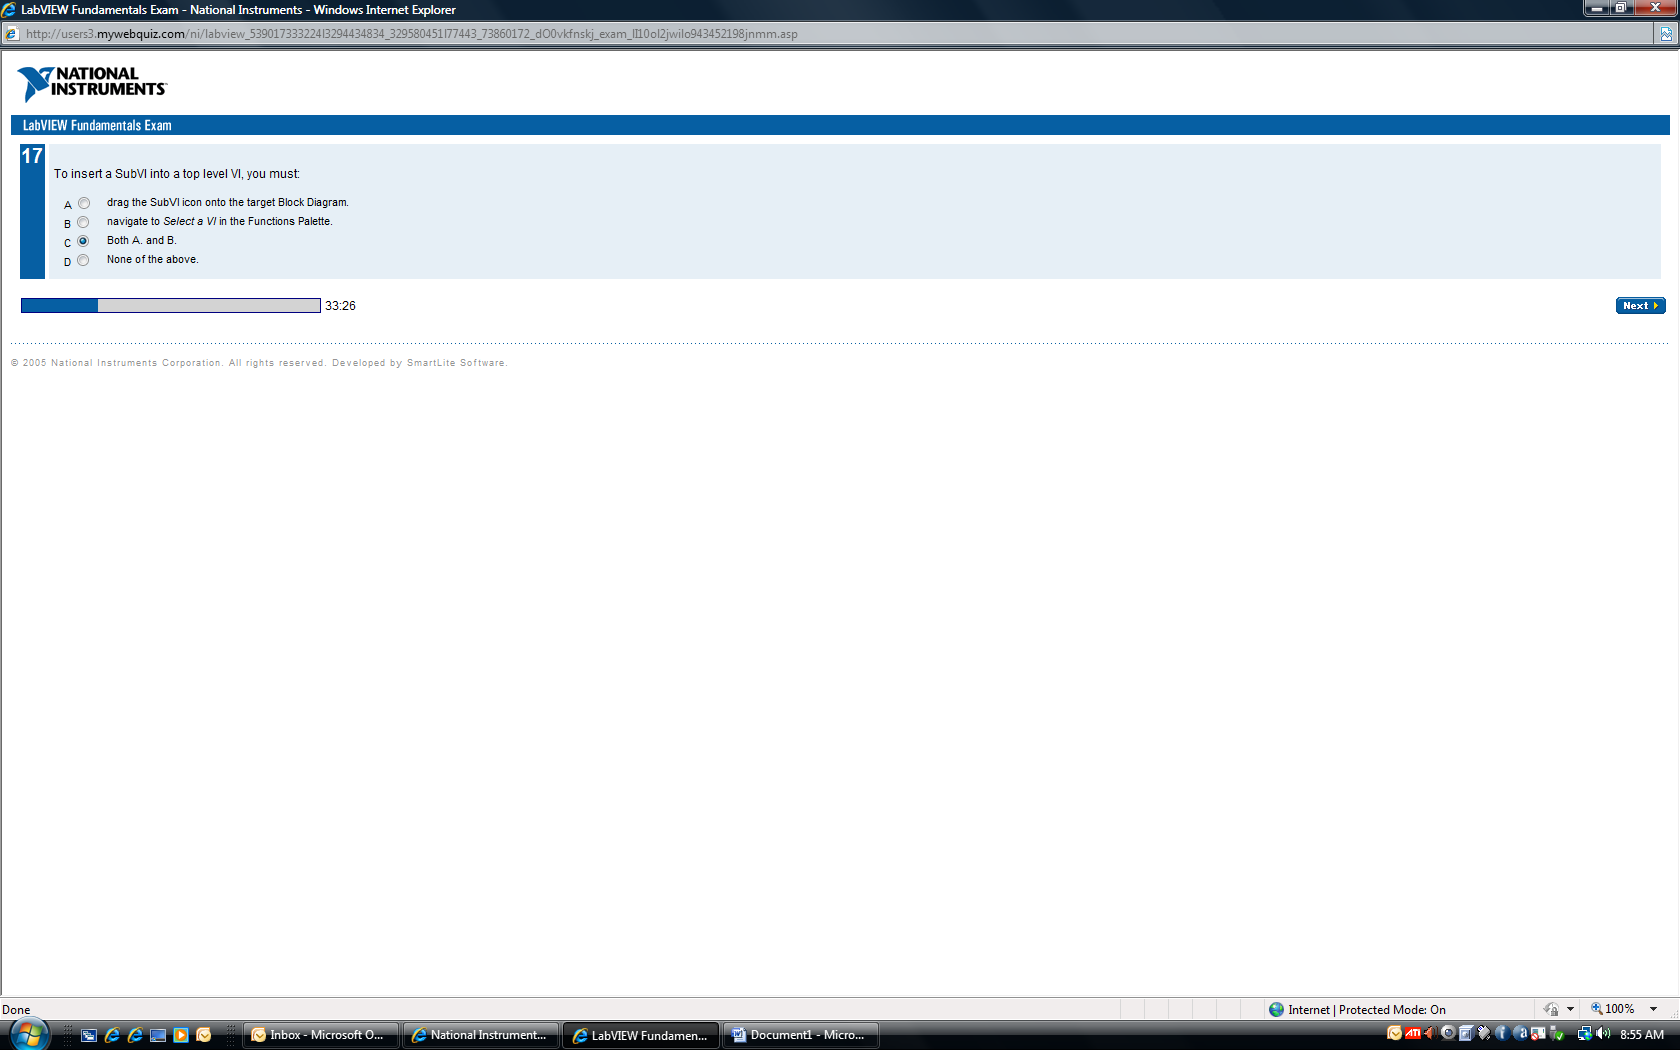 LabVIEW Fundamentals Exam - National Instruments - Windows Internet Explorer
NATIONAL
INSTRUMENTS
LabVIEW Fundamentals Exam
17
To insert a SubVI into a top level VI, you must:
A drag the SubVI icon onto the target Block Diagram.
B navigate to Select a VI in the Functions Palette.
C Both A. and B.
D None of the above.
33:26
Next
© 2005 National Instruments Corporation. All rights reserved. Developed by SmartLite Software.
Done
Internet | Protected Mode: On
100%
Inbox - Microsoft O...
National Instrument...
LabVIEW Fundamen...
Document1 - Micro...
8:55 AM